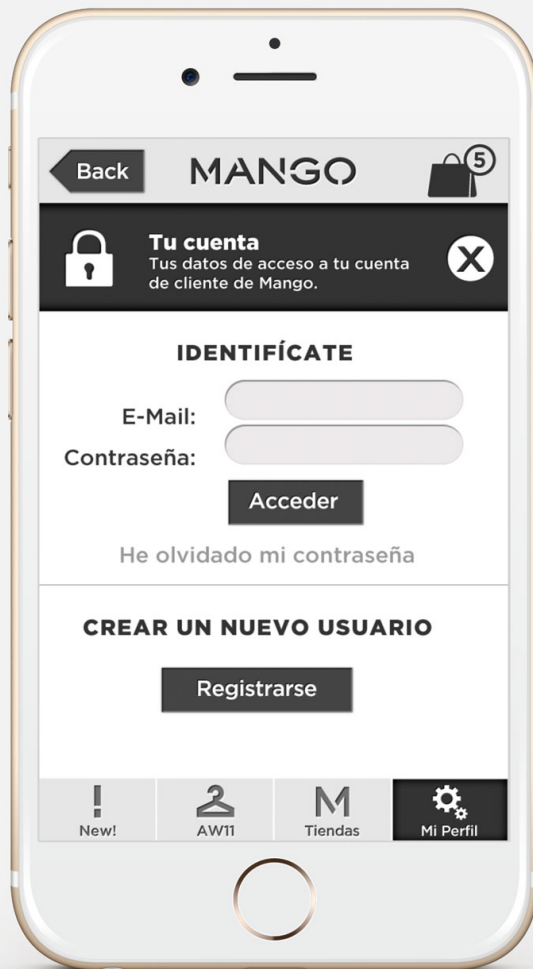 Back
MANGO
5
Tu cuenta
Tus datos de acceso a tu cuenta
de cliente de Mango.
X
IDENTIFÍCATE
E-Mail:
Contraseña:
Acceder
He olvidado mi contraseña
CREAR UN NUEVO USUARIO
Registrarse
!
New!
AW11
M
Tiendas
Mi Perfil